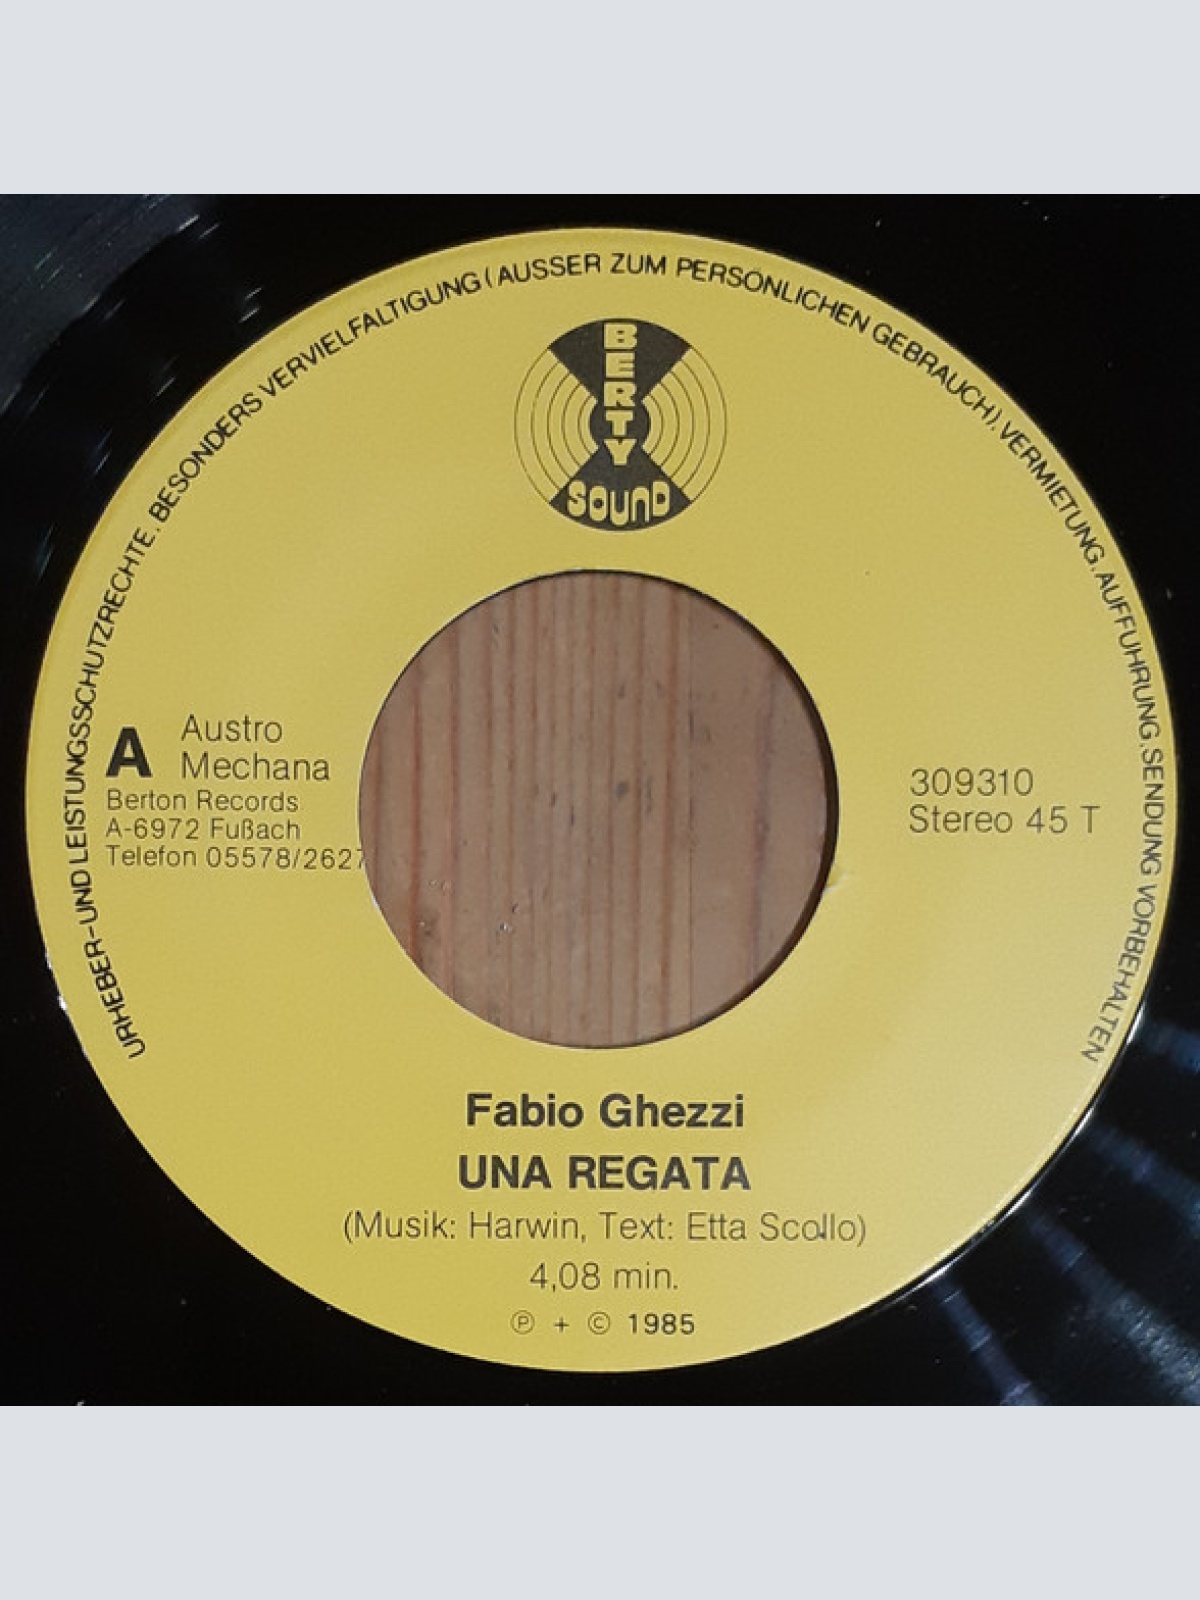 URHEBER-UND LEISTUNGSSCHUTZRECHTE, BESONDERS VERVIELFALTIGUNG (AUSSER ZUM PERSÖNLICHEN GEBRAUCH), VERMIETUNG, AUFFUHRUNG, SENDUNG VORBEHALTEN
BERTY
SOUND
A
Austro
Mechana
Berton Records
A-6972 Fußach
Telefon 05578/2627
309310
Stereo 45 T
Fabio Ghezzi
UNA REGATA
(Musik: Harwin, Text: Etta Scollo)
4,08 min.
℗ + © 1985